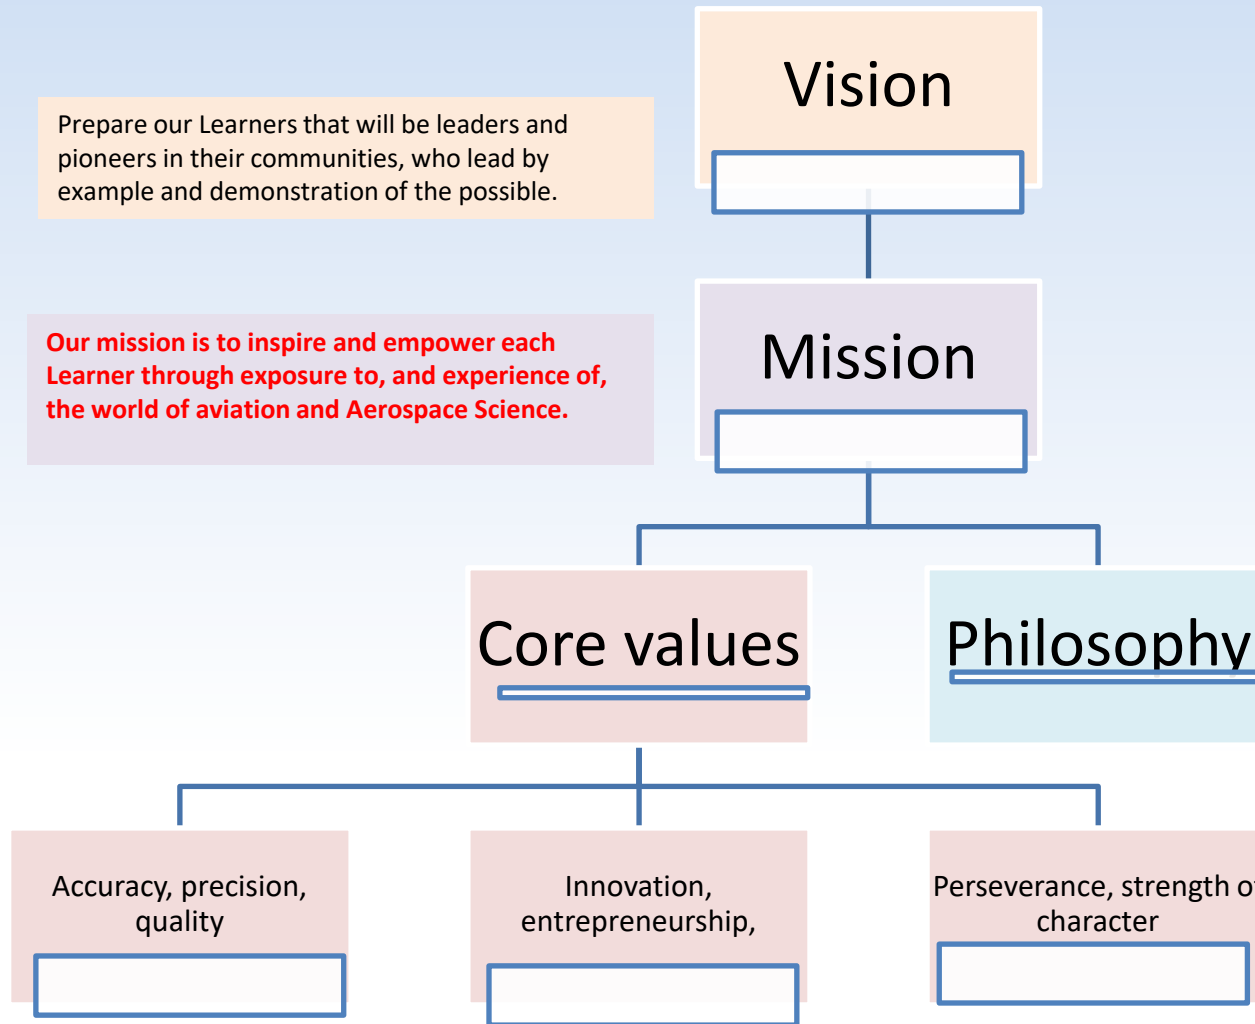 Vision
Prepare our Learners that will be leaders and
pioneers in their communities, who lead by
example and demonstration of the possible.
Mission
Our mission is to inspire and empower each
Learner through exposure to, and experience of,
the world of aviation and Aerospace Science.
Core values
Philosophy
Accuracy, precision,
quality
Innovation,
entrepreneurship,
Perseverance, strength of
character